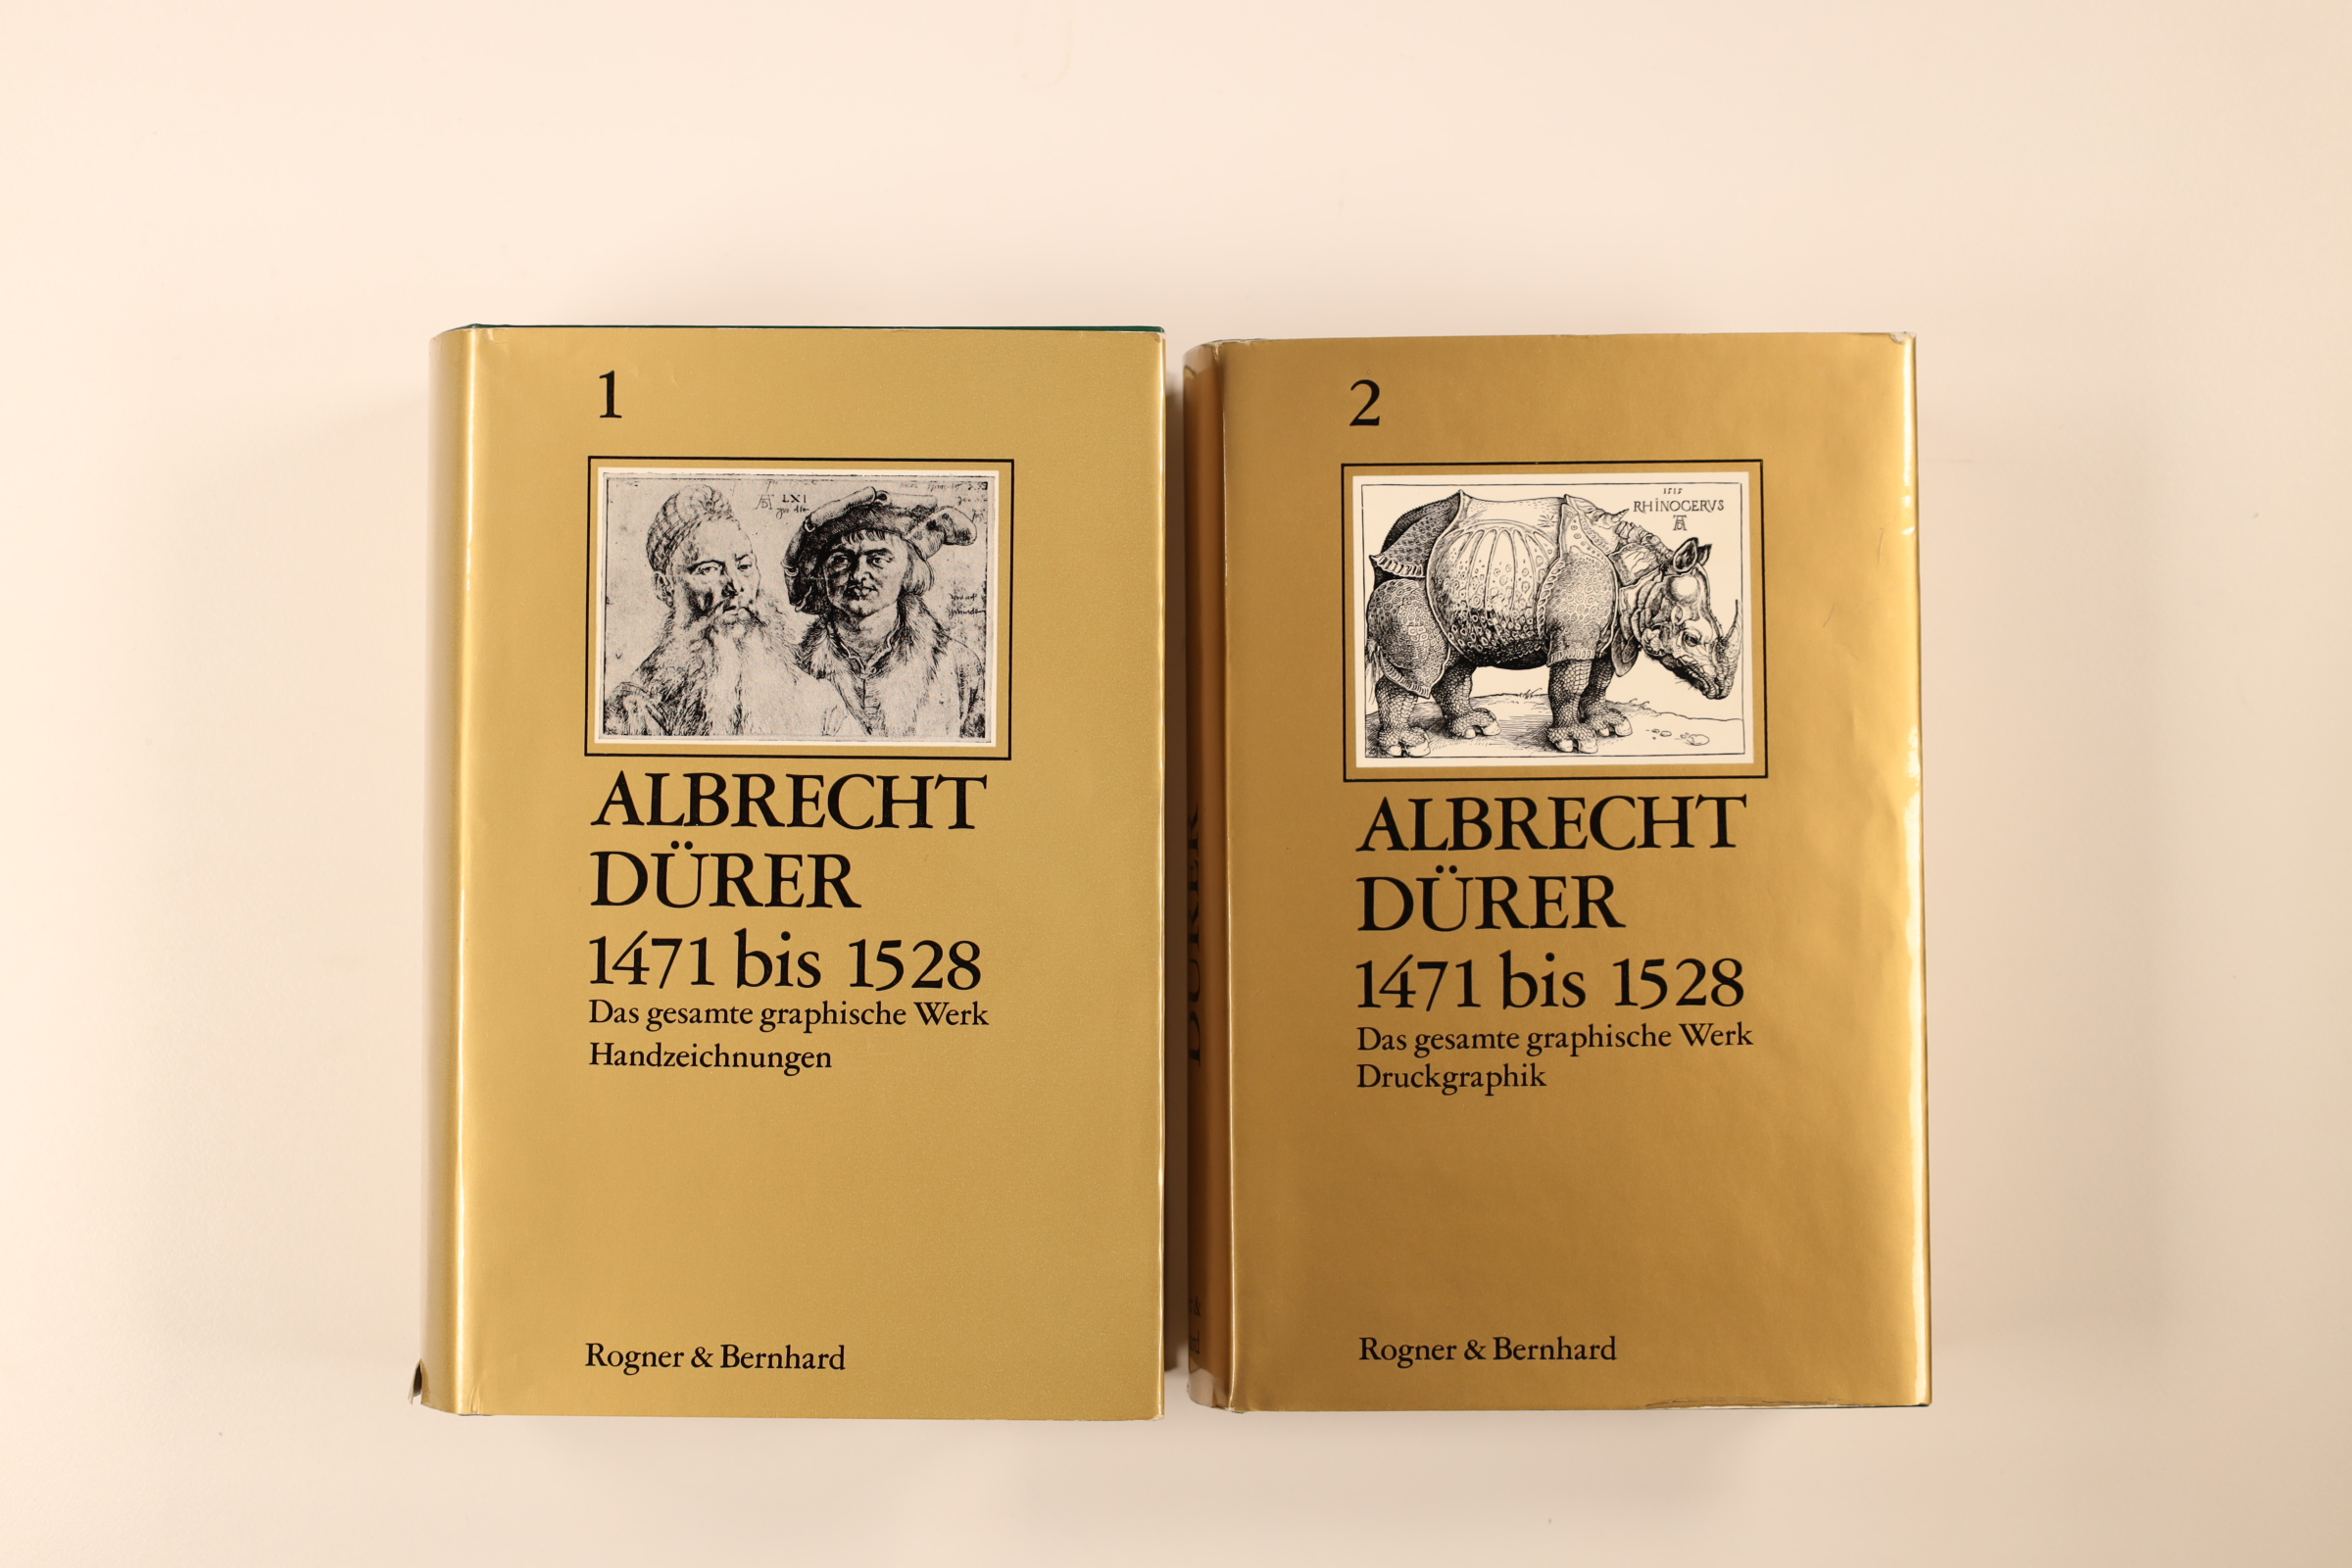 1
LXI
ALBRECHT
DÜRER
1471 bis 1528
Das gesamte graphische Werk
Handzeichnungen
Rogner & Bernhard
2
1515
RHINOCERVS
ALBRECHT
DÜRER
1471 bis 1528
Das gesamte graphische Werk
Druckgraphik
Rogner & Bernhard
DÜRER